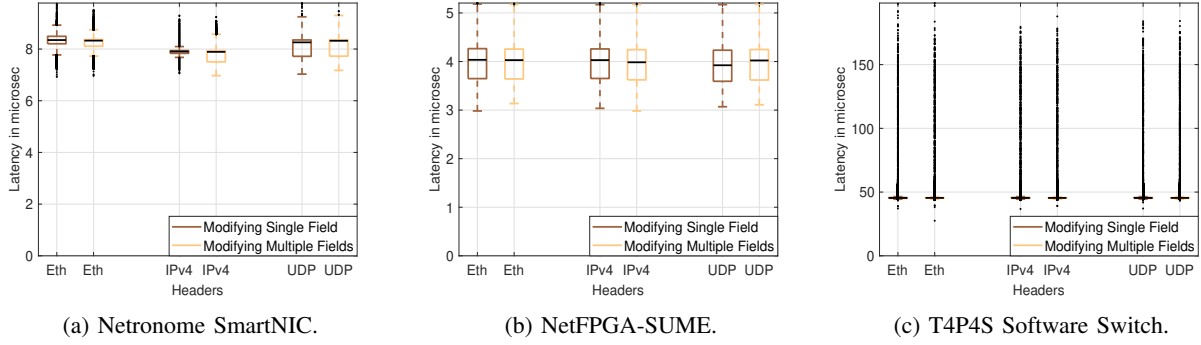 8
6
4
2
0
Latency in microsec
Modifying Single Field
Modifying Multiple Fields
Eth Eth IPv4 IPv4 UDP UDP
Headers
(a) Netronome SmartNIC.
5
4
3
2
1
0
Latency in microsec
Modifying Single Field
Modifying Multiple Fields
Eth Eth IPv4 IPv4 UDP UDP
Headers
(b) NetFPGA-SUME.
150
100
50
0
Latency in microsec
Modifying Single Field
Modifying Multiple Fields
Eth Eth IPv4 IPv4 UDP UDP
Headers
(c) T4P4S Software Switch.